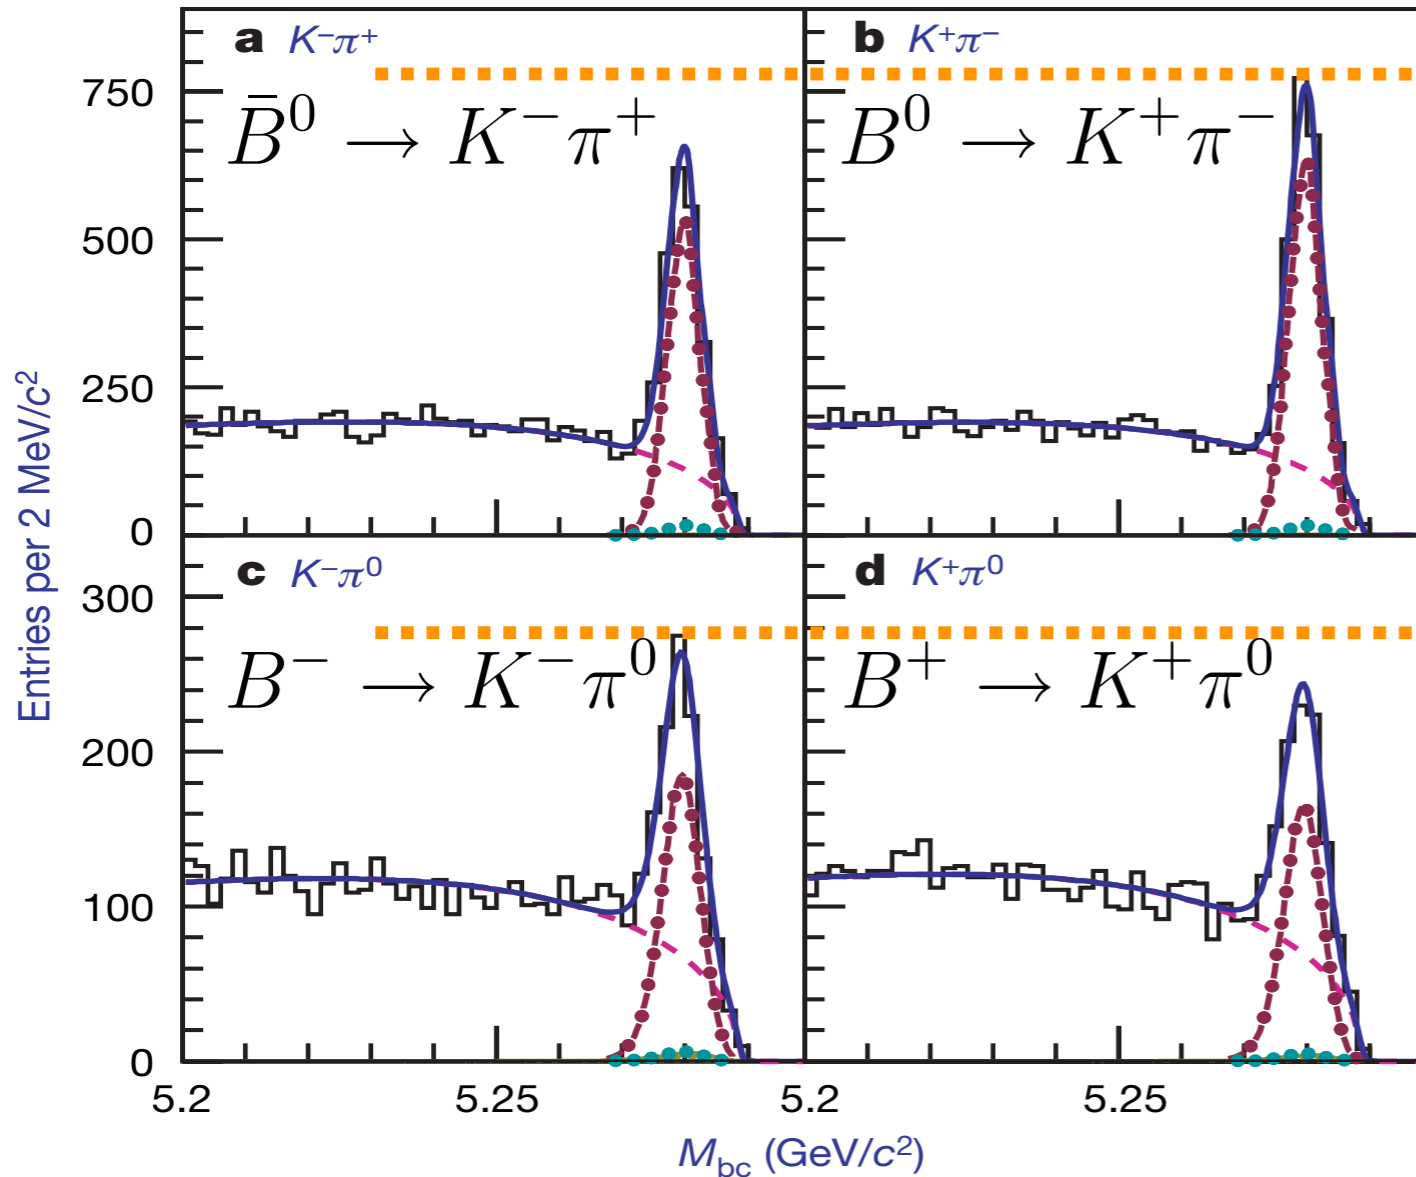 a K⁻π⁺
b K⁺π⁻
B̄⁰ → K⁻π⁺
B⁰ → K⁺π⁻
750
500
250
0
c K⁻π⁰
d K⁺π⁰
B⁻ → K⁻π⁰
B⁺ → K⁺π⁰
300
200
100
0
5.2 5.25 5.2 5.25
Entries per 2 MeV/c²
M_bc (GeV/c²)